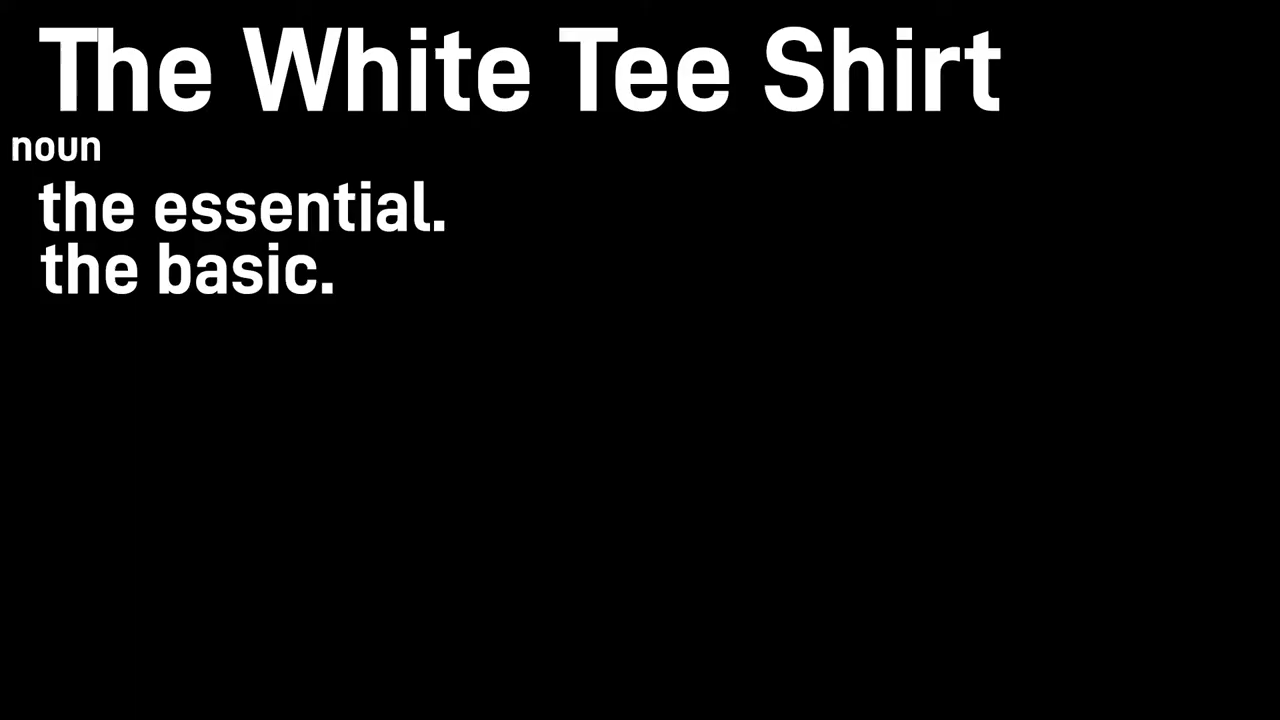 The White Tee Shirt
noun
the essential.
the basic.